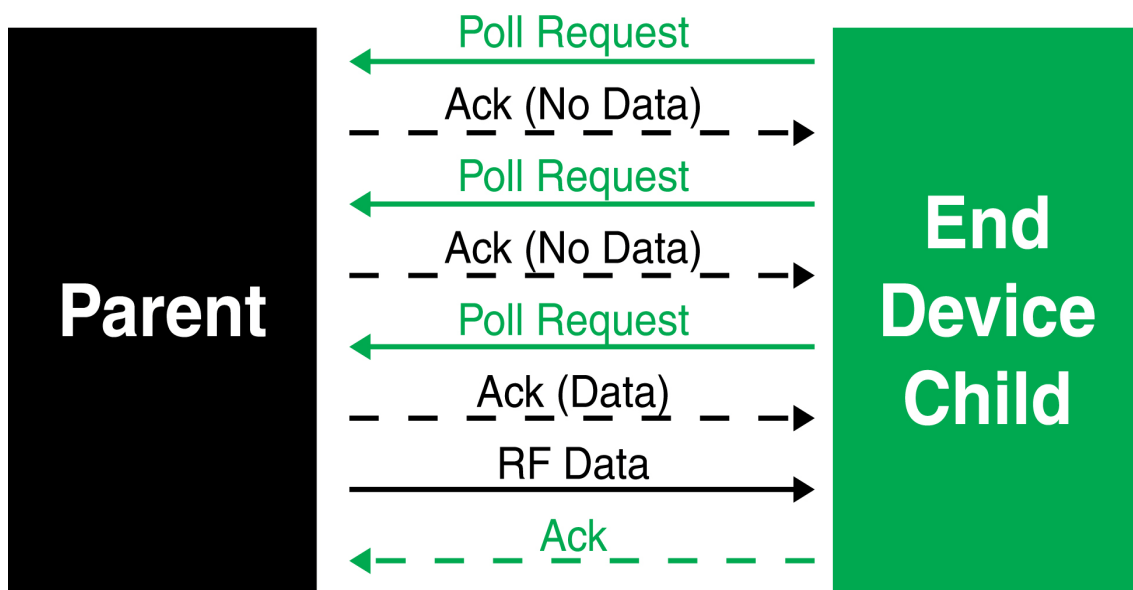 Poll Request
Ack (No Data)
Poll Request
Ack (No Data)
Poll Request
Ack (Data)
RF Data
Ack
Parent
End
Device
Child